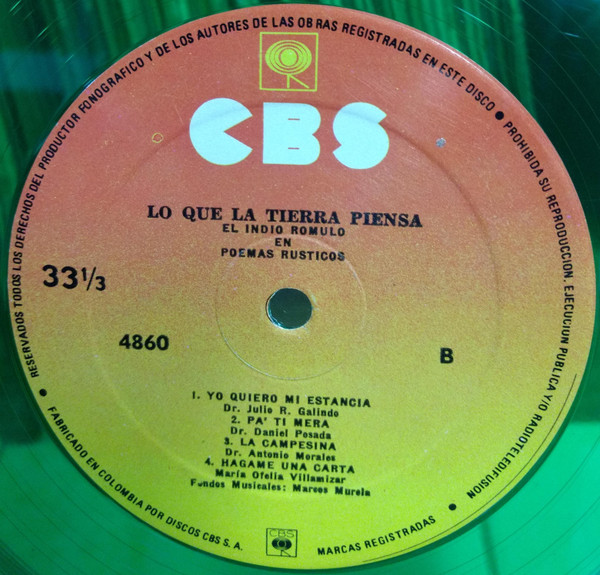 RESERVADOS TODOS LOS DERECHOS DEL PRODUCTOR FONOGRAFICO Y DE LOS AUTORES DE LAS OBRAS REGISTRADAS EN ESTE DISCO ● PROHIBIDA SU REPRODUCCION, EJECUCION PUBLICA Y/O RADIOTELEDIFUSION
CBS
LO QUE LA TIERRA PIENSA
EL INDIO ROMULO
EN
POEMAS RUSTICOS
33 1/3
4860
B
1. YO QUIERO MI ESTANCIA
Dr. Julio R. Galindo
2. PA' TI MERA
Dr. Daniel Posada
3. LA CAMPESINA
Dr. Antonio Morales
4. HAGAME UNA CARTA
María Ofelia Villamizar
Fondos Musicales: Marcos Murela
● FABRICADO EN COLOMBIA POR DISCOS CBS S. A.
CBS
MARCAS REGISTRADAS ●